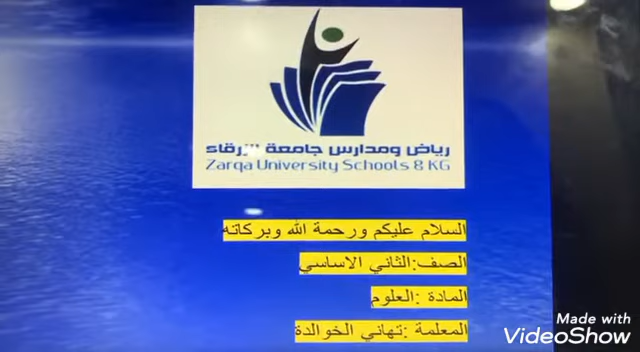 رياض ومدارس جامعة الزرقاء
Zarqa University Schools & KG
السلام عليكم ورحمة الله وبركاته
الصف:الثاني الاساسي
المادة :العلوم
المعلمة :تهاني الخوالدة
Made with
VideoShow